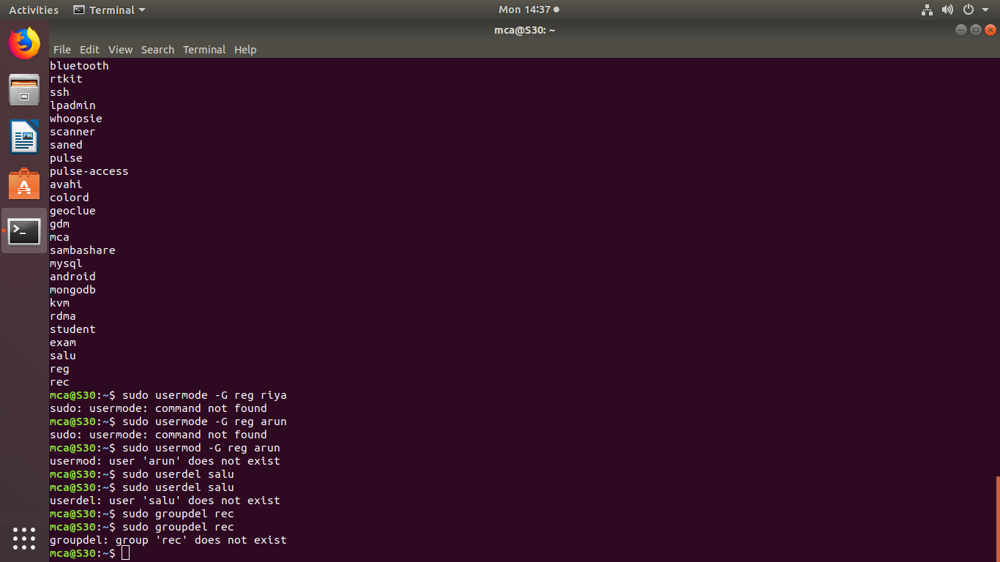 Activities Terminal Mon 14:37
mca@S30: ~
File Edit View Search Terminal Help
bluetooth
rtkit
ssh
lpadmin
whoopsie
scanner
saned
pulse
pulse-access
avahi
colord
geoclue
gdm
mca
sambashare
mysql
android
mongodb
kvm
rdma
student
exam
salu
reg
rec
mca@S30:~$ sudo usermode -G reg riya
sudo: usermode: command not found
mca@S30:~$ sudo usermode -G reg arun
sudo: usermode: command not found
mca@S30:~$ sudo usermod -G reg arun
usermod: user 'arun' does not exist
mca@S30:~$ sudo userdel salu
mca@S30:~$ sudo userdel salu
userdel: user 'salu' does not exist
mca@S30:~$ sudo groupdel rec
mca@S30:~$ sudo groupdel rec
groupdel: group 'rec' does not exist
mca@S30:~$